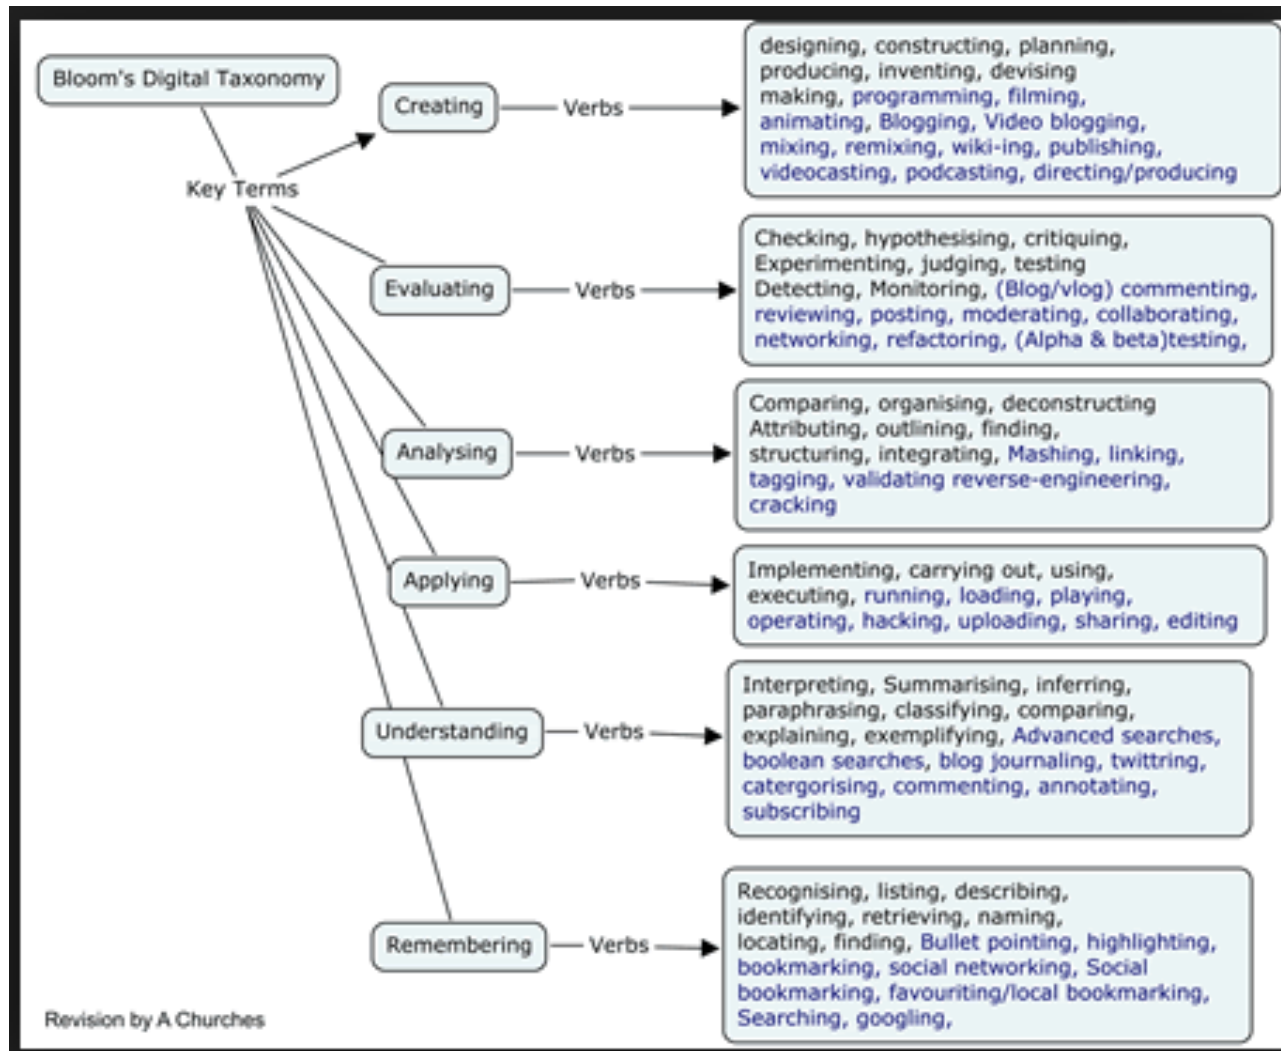 Bloom's Digital Taxonomy
Key Terms
Creating
Verbs
designing, constructing, planning,
producing, inventing, devising
making, programming, filming,
animating, Blogging, Video blogging,
mixing, remixing, wiki-ing, publishing,
videocasting, podcasting, directing/producing
Evaluating
Verbs
Checking, hypothesising, critiquing,
Experimenting, judging, testing
Detecting, Monitoring, (Blog/vlog) commenting,
reviewing, posting, moderating, collaborating,
networking, refactoring, (Alpha & beta)testing,
Analysing
Verbs
Comparing, organising, deconstructing
Attributing, outlining, finding,
structuring, integrating, Mashing, linking,
tagging, validating reverse-engineering,
cracking
Applying
Verbs
Implementing, carrying out, using,
executing, running, loading, playing,
operating, hacking, uploading, sharing, editing
Understanding
Verbs
Interpreting, Summarising, inferring,
paraphrasing, classifying, comparing,
explaining, exemplifying, Advanced searches,
boolean searches, blog journaling, twittring,
catergorising, commenting, annotating,
subscribing
Remembering
Verbs
Recognising, listing, describing,
identifying, retrieving, naming,
locating, finding, Bullet pointing, highlighting,
bookmarking, social networking, Social
bookmarking, favouriting/local bookmarking,
Searching, googling,
Revision by A Churches